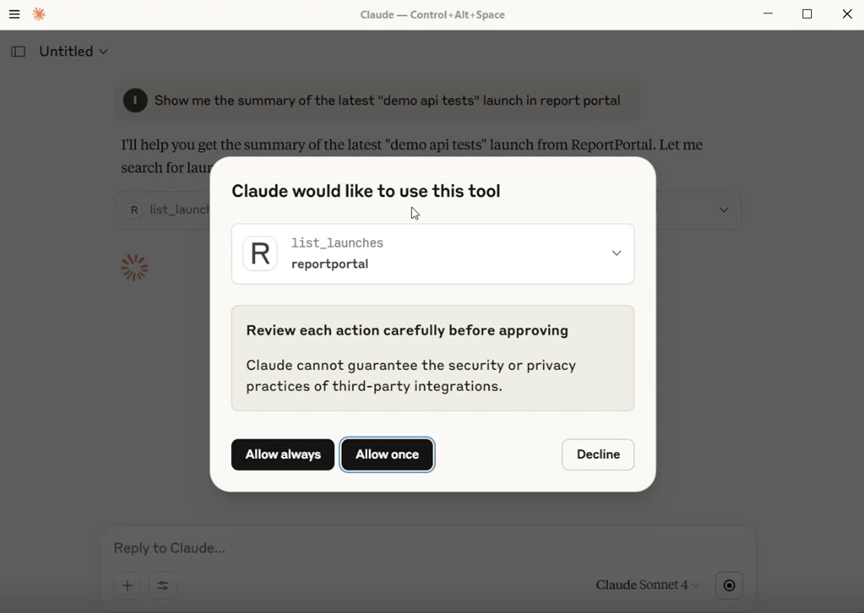 Claude — Control+Alt+Space
Untitled
I Show me the summary of the latest "demo api tests" launch in report portal
I'll help you get the summary of the latest "demo api tests" launch from ReportPortal. Let me
search for
R list_launch
Claude would like to use this tool
R
list_launches
reportportal
Review each action carefully before approving
Claude cannot guarantee the security or privacy
practices of third-party integrations.
Allow always Allow once Decline
Reply to Claude...
Claude Sonnet 4